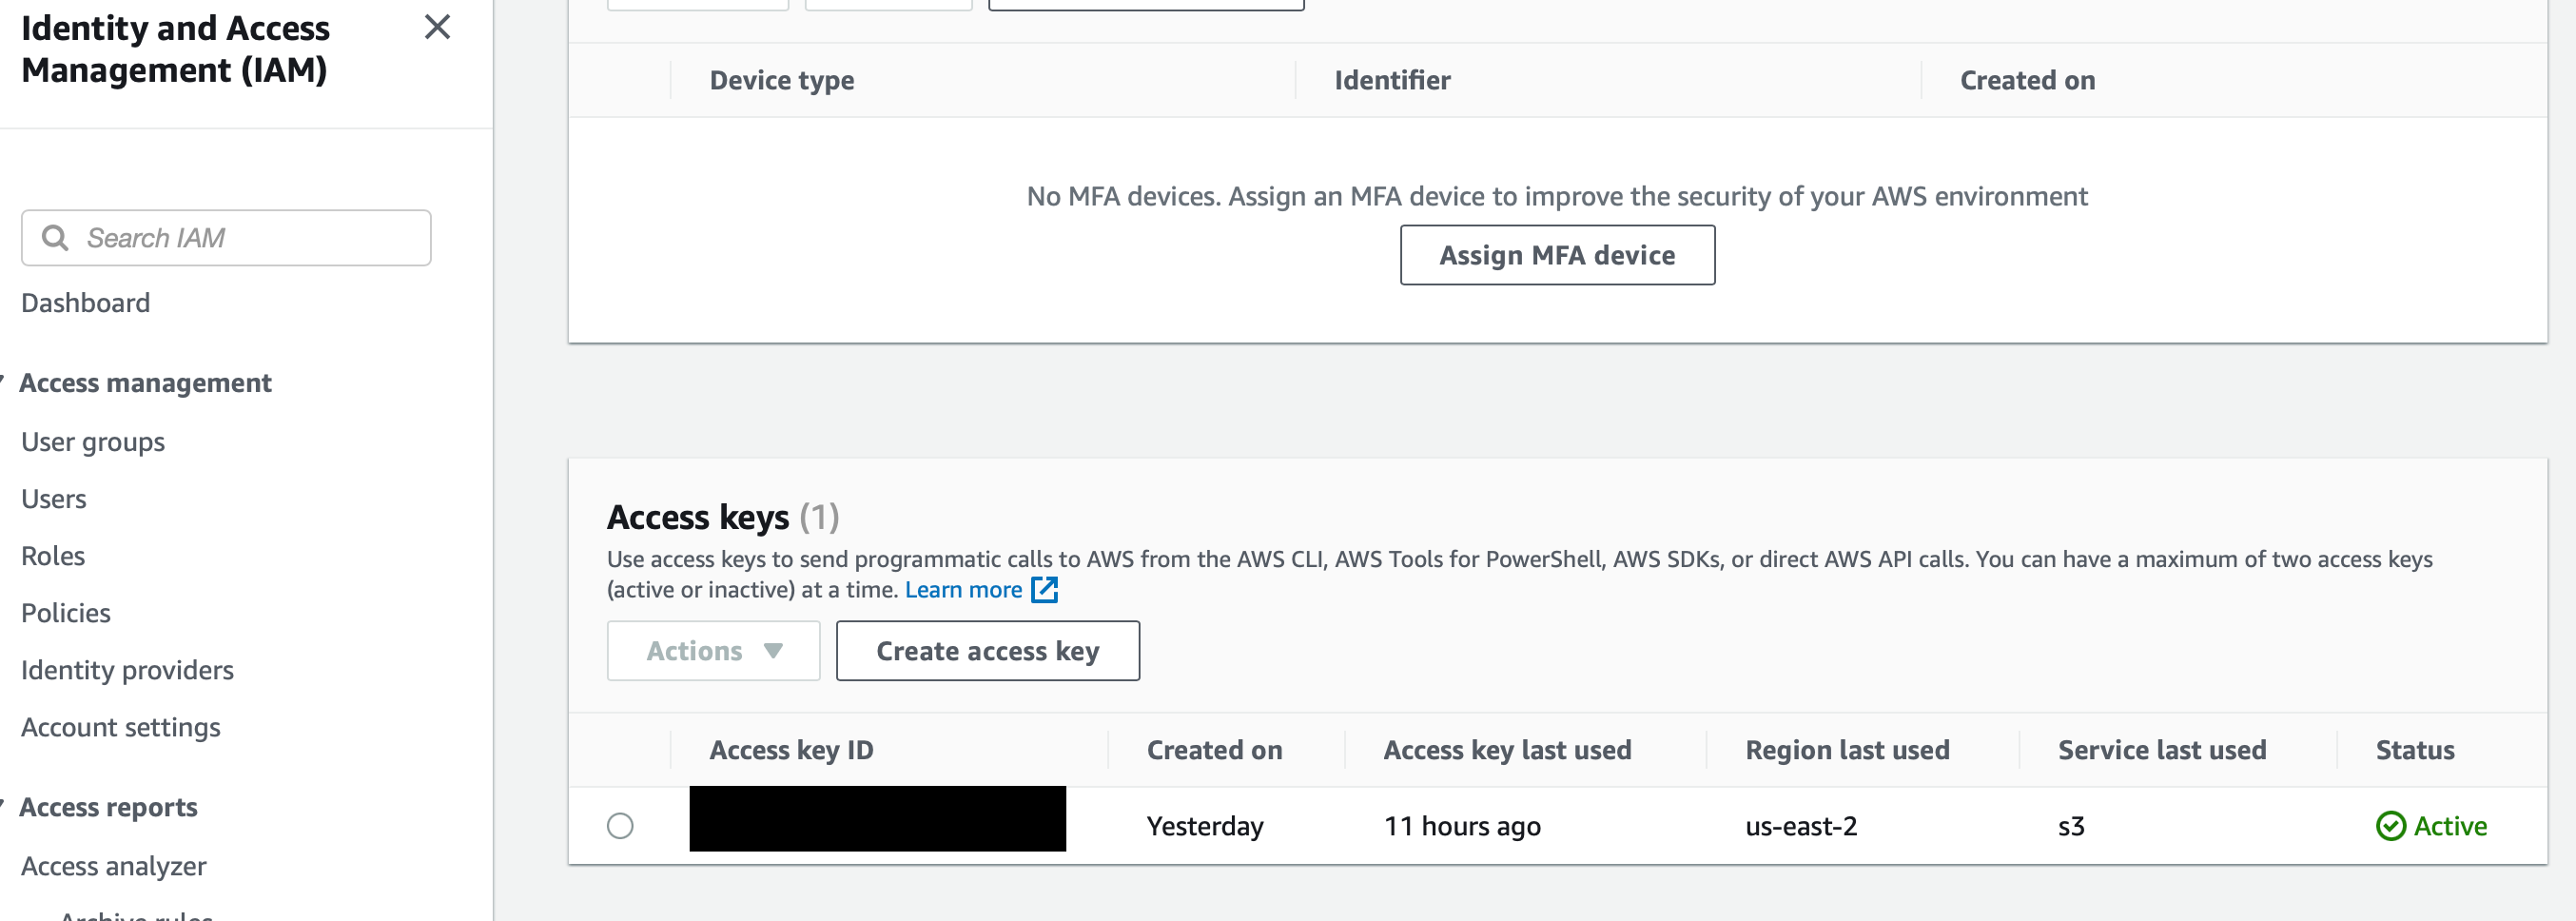 Identity and Access
Management (IAM)
Search IAM
Dashboard
Access management
User groups
Users
Roles
Policies
Identity providers
Account settings
Access reports
Access analyzer
Archive rules
Device type
Identifier
Created on
No MFA devices. Assign an MFA device to improve the security of your AWS environment
Assign MFA device
Access keys (1)
Use access keys to send programmatic calls to AWS from the AWS CLI, AWS Tools for PowerShell, AWS SDKs, or direct AWS API calls. You can have a maximum of two access keys
(active or inactive) at a time. Learn more
Actions
Create access key
Access key ID
Created on
Access key last used
Region last used
Service last used
Status
Yesterday
11 hours ago
us-east-2
s3
Active